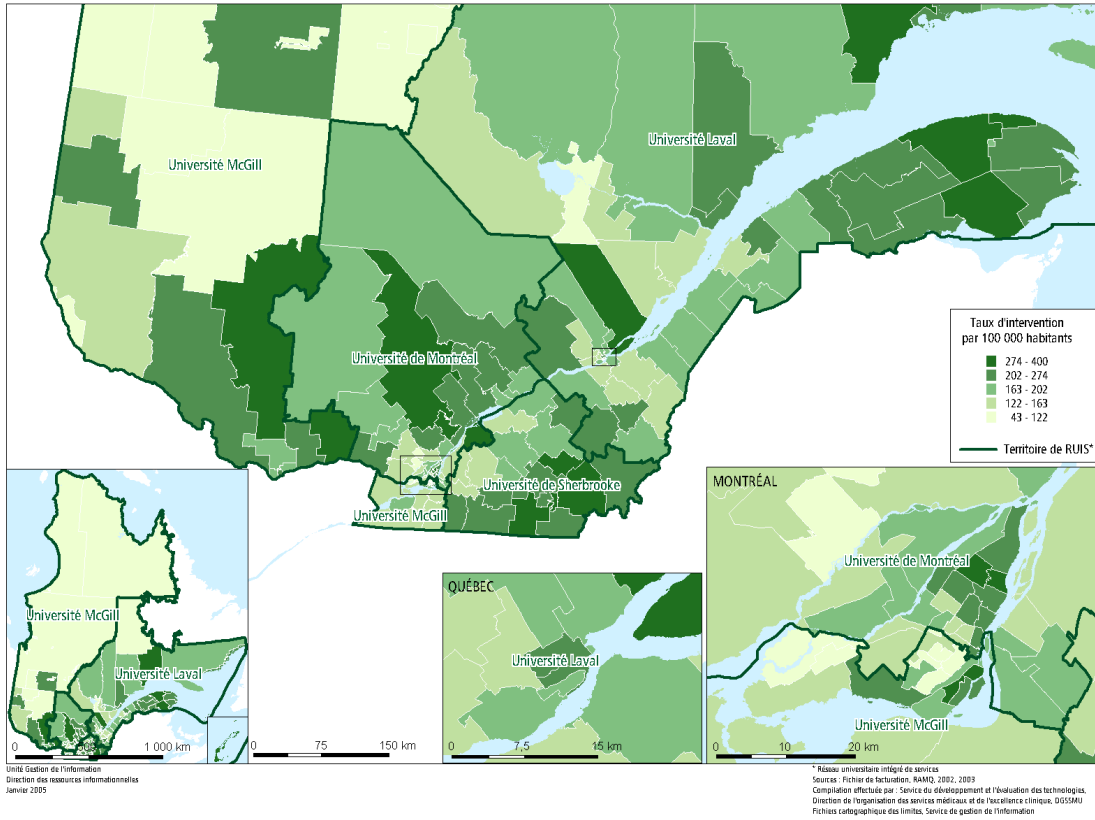 Université McGill
Université Laval
Université de Montréal
Université de Sherbrooke
Université McGill
Taux d'intervention
par 100 000 habitants
274 - 400
202 - 274
163 - 202
122 - 163
43 - 122
Territoire de RUIS*
Université McGill
Université Laval
0 500 1 000 km
0 75 150 km
QUÉBEC
Université Laval
0 7,5 15 km
MONTRÉAL
Université de Montréal
Université McGill
0 10 20 km
Unité Gestion de l'information
Direction des ressources informationnelles
Janvier 2005
* Réseau universitaire intégré de services
Sources : Fichier de facturation, RAMQ, 2002, 2003
Compilation effectuée par : Service du développement et l'évaluation des technologies,
Direction de l'organisation des services médicaux et de l'excellence clinique, DGSSMU
Fichiers cartographique des limites, Service de gestion de l'information